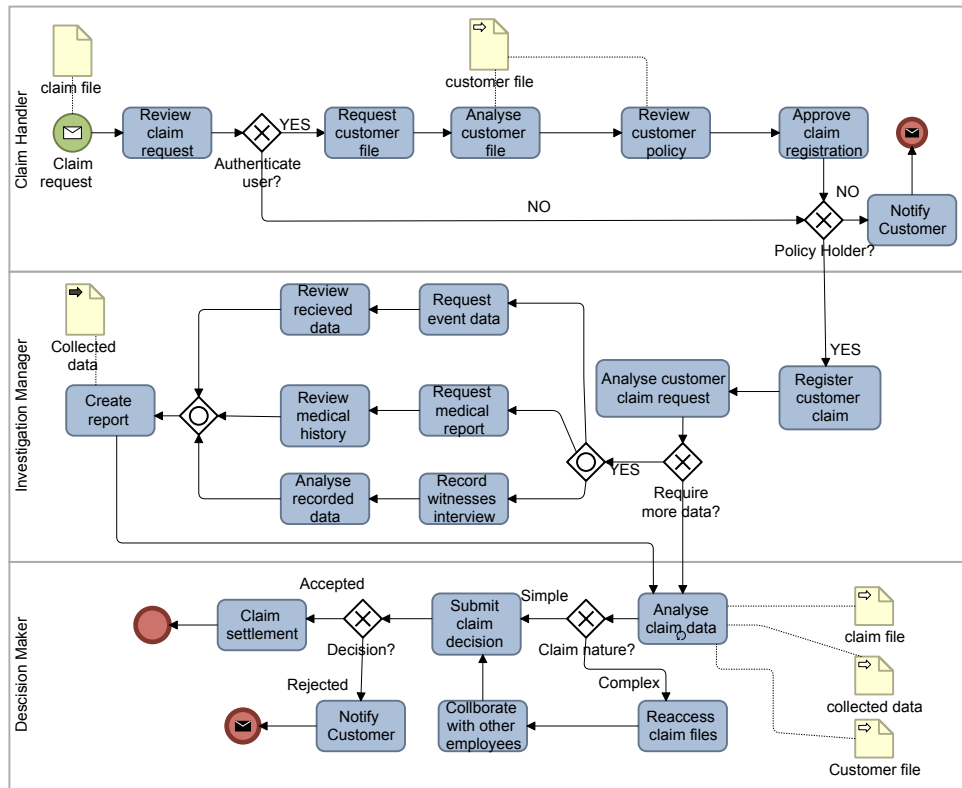 Claim Handler
claim file
customer file
Claim
request
Review
claim
request
Authenticate
user?
YES
Request
customer
file
Analyse
customer
file
Review
customer
policy
Approve
claim
registration
NO
NO
Policy Holder?
Notify
Customer
YES
Investigation Manager
Collected
data
Create
report
Review
recieved
data
Request
event data
Review
medical
history
Request
medical
report
Analyse
recorded
data
Record
witnesses
interview
YES
Analyse customer
claim request
Require
more data?
Register
customer
claim
Descision Maker
Claim
settlement
Accepted
Decision?
Rejected
Notify
Customer
Submit
claim
decision
Simple
Claim nature?
Complex
Collborate
with other
employees
Reaccess
claim files
Analyse
claim data
claim file
collected data
Customer file